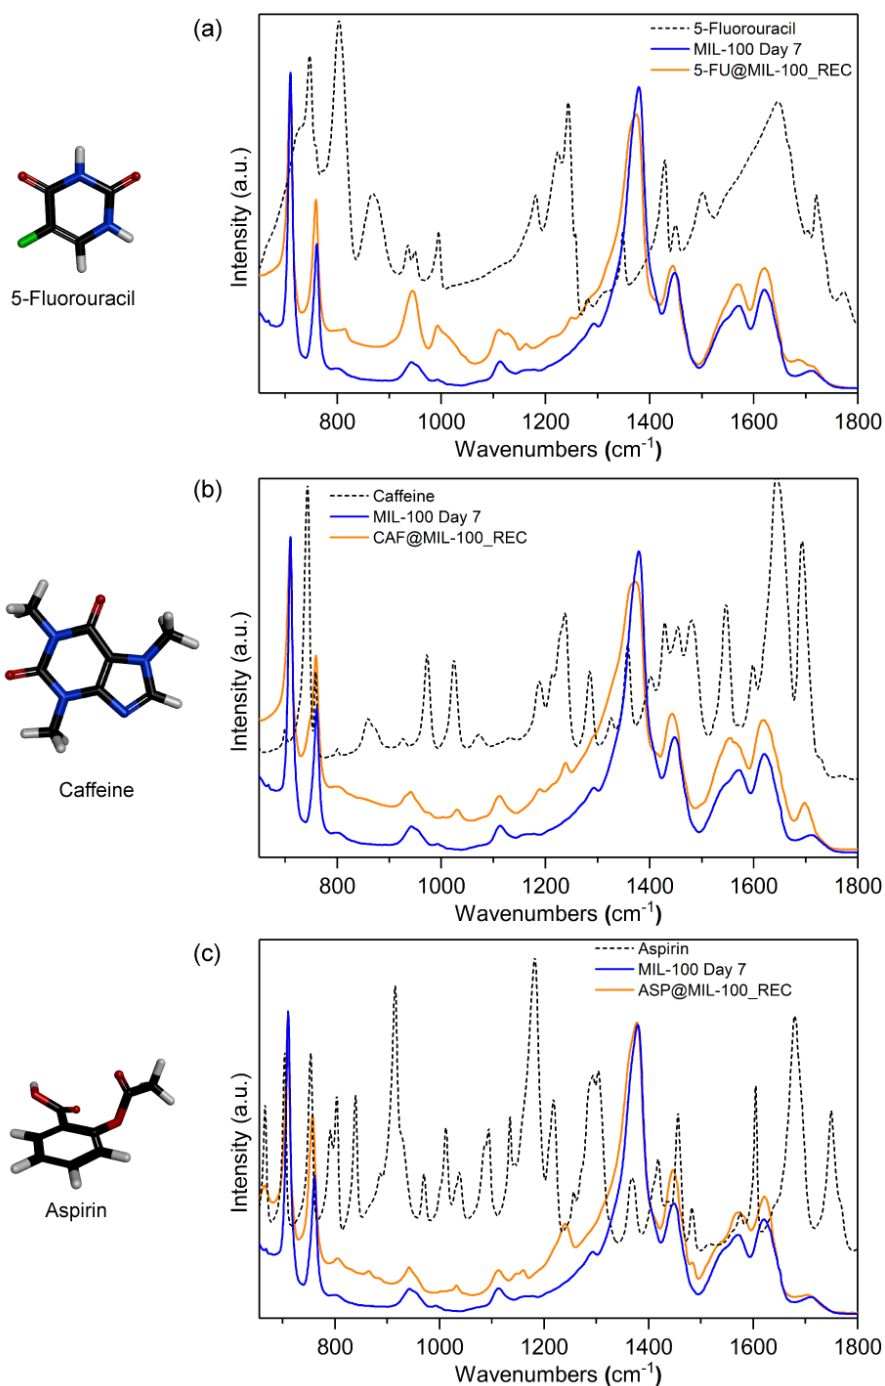 (a)
5-Fluorouracil
MIL-100 Day 7
5-FU@MIL-100_REC
Intensity (a.u.)
5-Fluorouracil
800 1000 1200 1400 1600 1800
Wavenumbers (cm⁻¹)
(b)
Caffeine
MIL-100 Day 7
CAF@MIL-100_REC
Intensity (a.u.)
Caffeine
800 1000 1200 1400 1600 1800
Wavenumbers (cm⁻¹)
(c)
Aspirin
MIL-100 Day 7
ASP@MIL-100_REC
Intensity (a.u.)
Aspirin
800 1000 1200 1400 1600 1800
Wavenumbers (cm⁻¹)